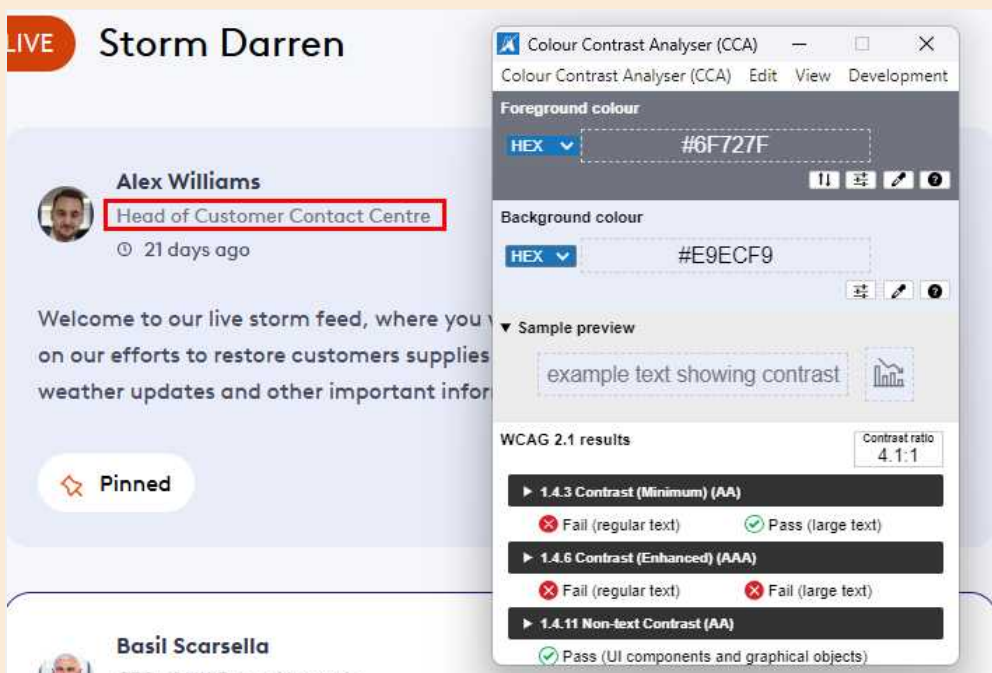 LIVE
Storm Darren
Alex Williams
Head of Customer Contact Centre
21 days ago
Welcome to our live storm feed, where you
on our efforts to restore customers supplies
weather updates and other important infor
Pinned
Basil Scarsella
Colour Contrast Analyser (CCA)
Colour Contrast Analyser (CCA) Edit View Development
Foreground colour
HEX #6F727F
Background colour
HEX #E9ECF9
Sample preview
example text showing contrast
WCAG 2.1 results
Contrast ratio
4.1:1
1.4.3 Contrast (Minimum) (AA)
Fail (regular text) Pass (large text)
1.4.6 Contrast (Enhanced) (AAA)
Fail (regular text) Fail (large text)
1.4.11 Non-text Contrast (AA)
Pass (UI components and graphical objects)